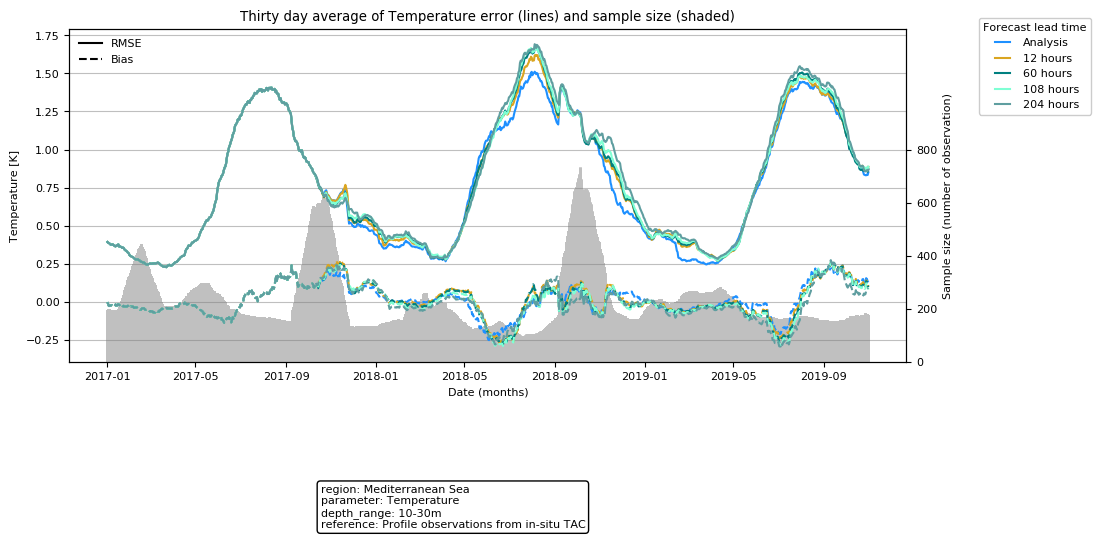 Thirty day average of Temperature error (lines) and sample size (shaded)
RMSE
Bias
Forecast lead time
Analysis
12 hours
60 hours
108 hours
204 hours
Temperature [K]
1.75
1.50
1.25
1.00
0.75
0.50
0.25
0.00
−0.25
Sample size (number of observation)
800
600
400
200
0
2017-01
2017-05
2017-09
2018-01
2018-05
2018-09
2019-01
2019-05
2019-09
Date (months)
region: Mediterranean Sea
parameter: Temperature
depth_range: 10-30m
reference: Profile observations from in-situ TAC